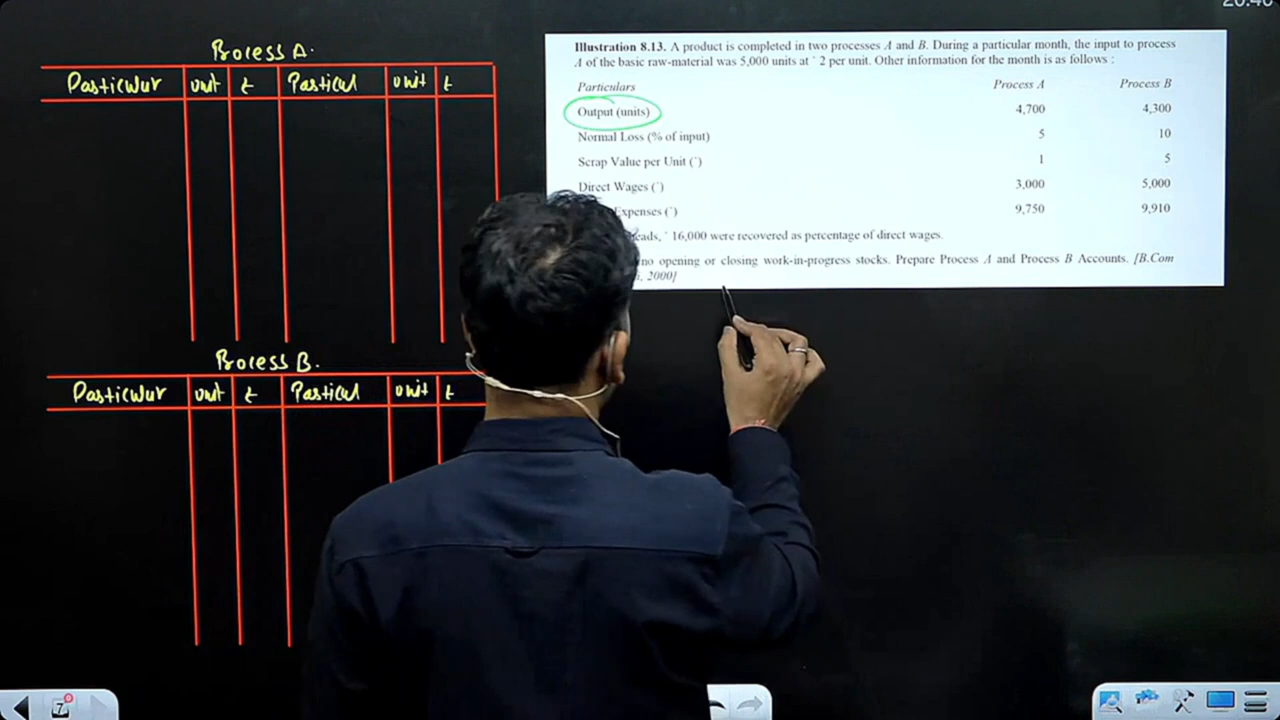 Process A.
Particular unit ₹ Particul unit ₹
Process B.
Particular unit ₹ Particul unit ₹
Illustration 8.13. A product is completed in two processes A and B. During a particular month, the input to process
A of the basic raw-material was 5,000 units at ` 2 per unit. Other information for the month is as follows :
Particulars Process A Process B
Output (units) 4,700 4,300
Normal Loss (% of input) 5 10
Scrap Value per Unit (`) 1 5
Direct Wages (`) 3,000 5,000
Expenses (`) 9,750 9,910
` 16,000 were recovered as percentage of direct wages.
no opening or closing work-in-progress stocks. Prepare Process A and Process B Accounts. [B.Com
2000]
7